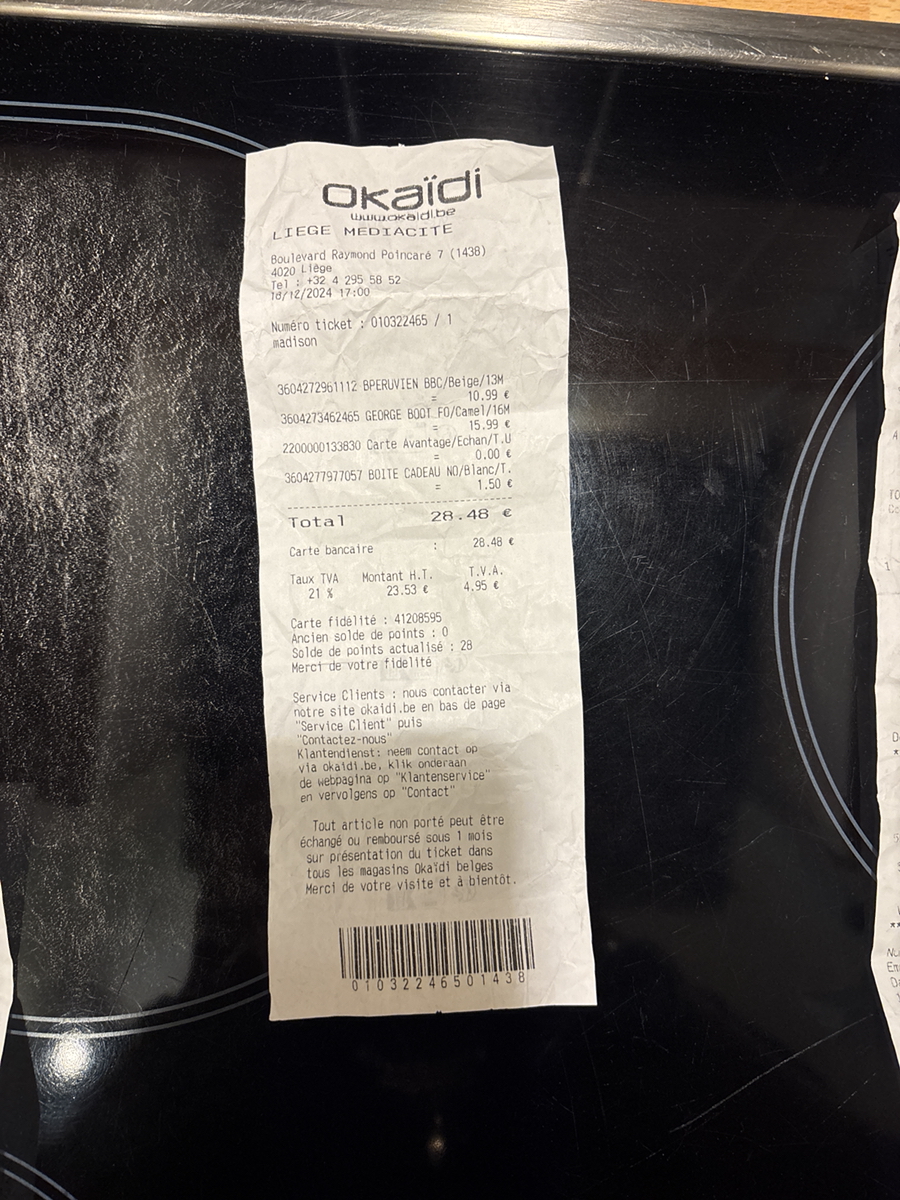 Okaïdi
www.okaidi.be
LIEGE MEDIACITE
Boulevard Raymond Poincaré 7 (1438)
4020 Liège
Tel : +32 4 295 58 52
18/12/2024 17:00
Numéro ticket : 010322465 / 1
madison
3604272961112 BPERUVIEN BBC/Beige/13M
= 10.99 €
3604273462465 GEORGE BOOT FO/Camel/16M
= 15.99 €
2200000133830 Carte Avantage/Echan/T.U
= 0.00 €
3604277977057 BOITE CADEAU NO/Blanc/T.
= 1.50 €
Total 28.48 €
Carte bancaire : 28.48 €
Taux TVA Montant H.T. T.V.A.
21 % 23.53 € 4.95 €
Carte fidélité : 41208595
Ancien solde de points : 0
Solde de points actualisé : 28
Merci de votre fidelité
Service Clients : nous contacter via
notre site okaidi.be en bas de page
"Service Client" puis
"Contactez-nous"
Klantendienst: neem contact op
via okaidi.be, klik onderaan
de webpagina op "Klantenservice"
en vervolgens op "Contact"
Tout article non porté peut être
échangé ou remboursé sous 1 mois
sur présentation du ticket dans
tous les magasins Okaïdi belges
Merci de votre visite et à bientôt.
01032246501438